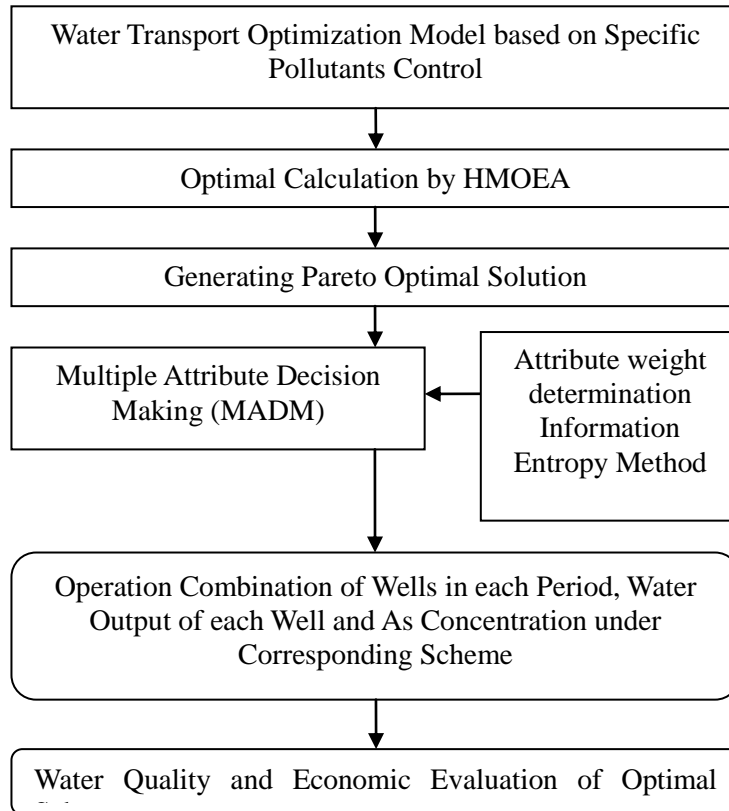 Water Transport Optimization Model based on Specific
Pollutants Control
Optimal Calculation by HMOEA
Generating Pareto Optimal Solution
Multiple Attribute Decision
Making (MADM)
Attribute weight
determination
Information
Entropy Method
Operation Combination of Wells in each Period, Water
Output of each Well and As Concentration under
Corresponding Scheme
Water Quality and Economic Evaluation of Optimal